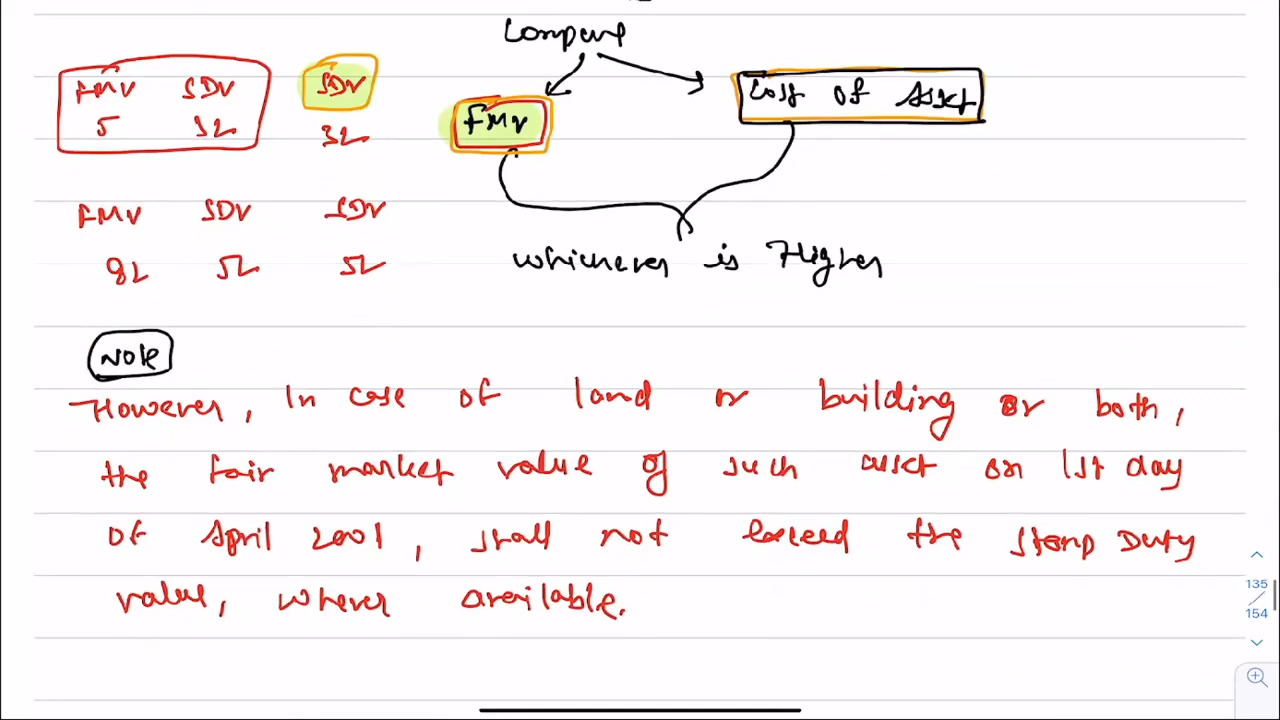 Compare
FMV SDV SDV
5 3L 3L
FMV
Cost of Asset
FMV SDV SDV
8L 5L 5L
whichever is Higher
Note
However, In case of land or building or both,
the fair market value of such asset on 1st day
of April 2001, shall not exceed the stamp Duty
value, wherever available.
135
154